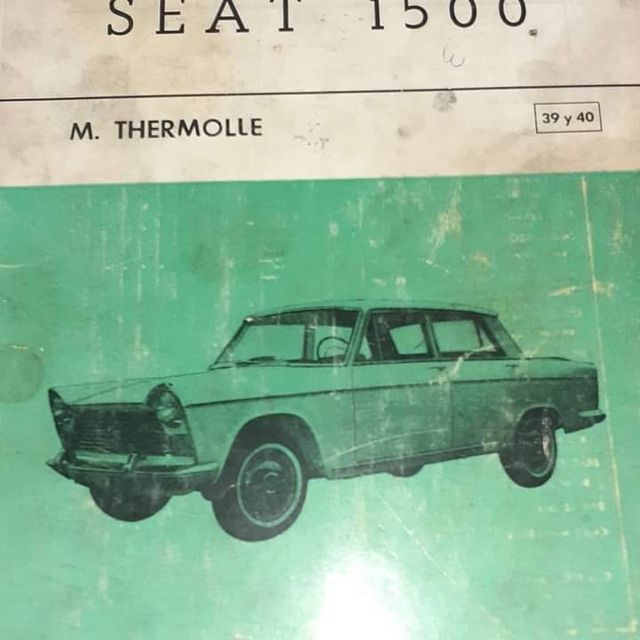 SEAT 1500
M. THERMOLLE
39 y 40